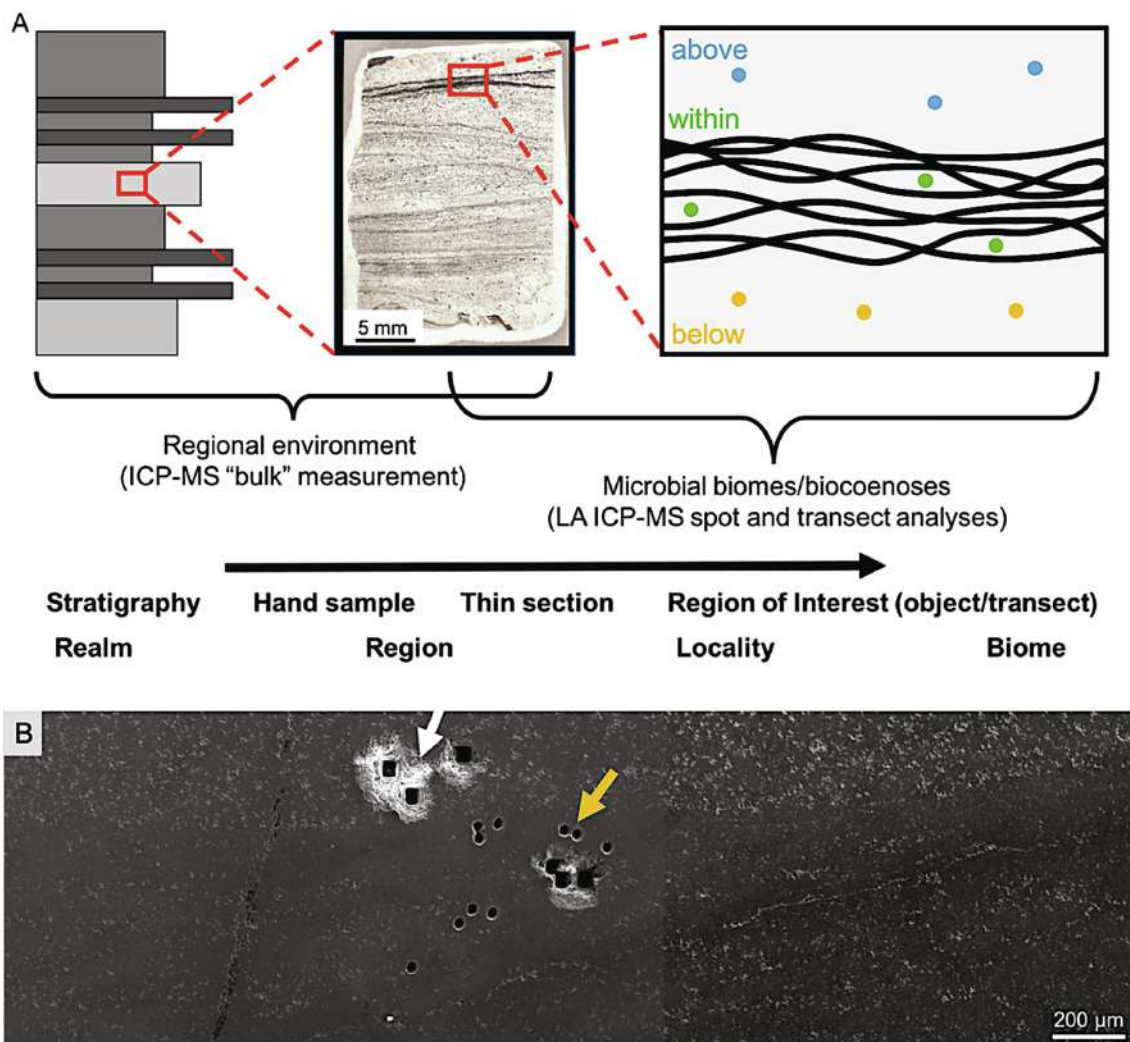 A
above
within
below
5 mm
Regional environment
(ICP-MS “bulk” measurement)
Microbial biomes/biocoenoses
(LA ICP-MS spot and transect analyses)
Stratigraphy Hand sample Thin section Region of Interest (object/transect)
Realm Region Locality Biome
B
200 µm